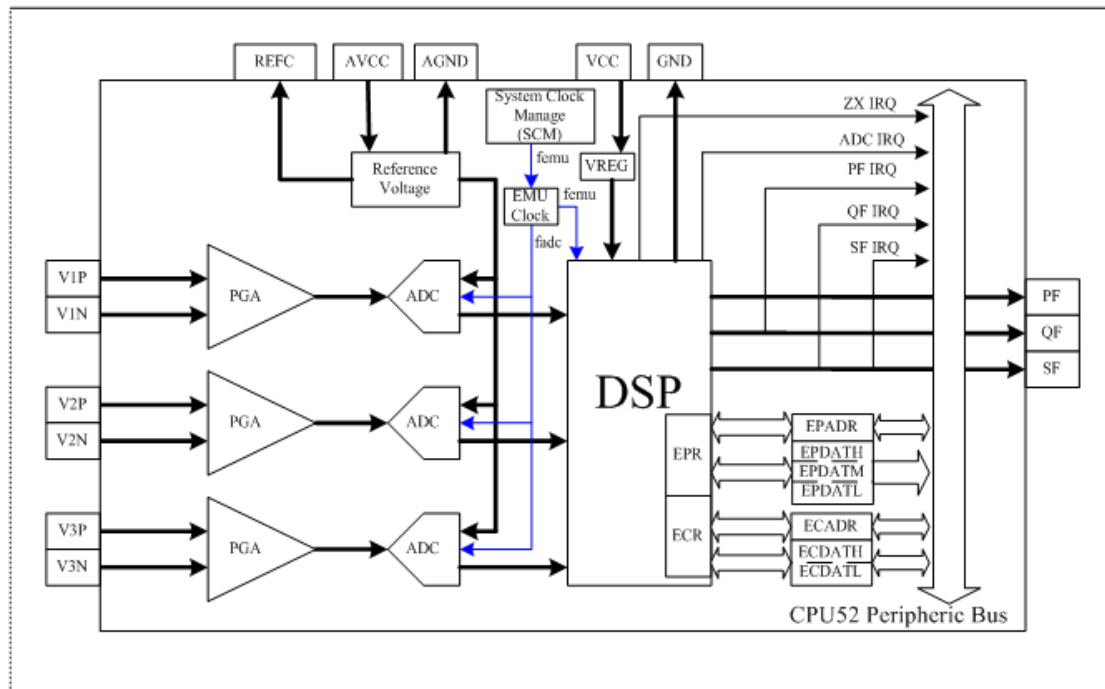 REFC
AVCC
AGND
VCC
GND
System Clock
Manage
(SCM)
femu
Reference
Voltage
VREG
EMU
Clock
femu
fadc
ZX IRQ
ADC IRQ
PF IRQ
QF IRQ
SF IRQ
V1P
V1N
PGA
ADC
PF
QF
SF
DSP
V2P
V2N
PGA
ADC
EPR
EPADR
EPDATH
EPDATM
EPDATL
V3P
V3N
PGA
ADC
ECR
ECADR
ECDATH
ECDATL
CPU52 Peripheric Bus